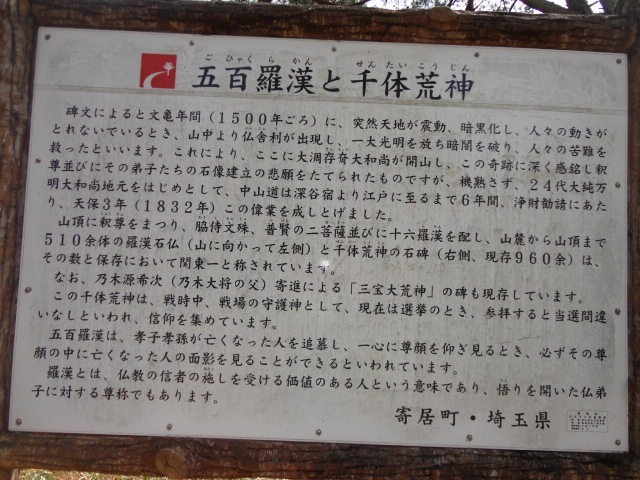 ご ひゃく ら かん せん たい こう じん
五百羅漢と千体荒神
碑文によると文亀年間（1500年ごろ）に、突然天地が震動、暗黒化し、人々の動きが
とれないでいるとき、山中より仏舎利が出現し、一大光明を放ち暗闇を破り、人々の苦難を
救ったといいます。これにより、ここに大洞存奝大和尚が開山し、この奇跡に深く感銘し釈
尊並びにその弟子たちの石像建立の悲願をたてられたものですが、機熟さず、24代大純万
明大和尚地元をはじめとして、中山道は深谷宿より江戸に至るまで6年間、浄財勧請にあた
り、天保3年（1832年）この偉業を成しとげました。
山頂に釈尊をまつり、脇侍文殊、普賢の二菩薩並びに十六羅漢を配し、山麓から山頂まで
510余体の羅漢石仏（山に向かって左側）と千体荒神の石碑（右側、現存960余）は、
その数と保存において関東一と称されています。
なお、乃木源希次（乃木大将の父）寄進による「三宝大荒神」の碑も現存しています。
この千体荒神は、戦時中、戦場の守護神として、現在は選挙のとき、参拝すると当選間違
いなしといわれ、信仰を集めています。
五百羅漢は、孝子孝孫が亡くなった人を追慕し、一心に尊顔を仰ぎ見るとき、必ずその尊
顔の中に亡くなった人の面影を見ることができるといわれています。
羅漢とは、仏教の信者の施しを受ける価値のある人という意味であり、悟りを開いた仏弟
子に対する尊称でもあります。
寄居町・埼玉県